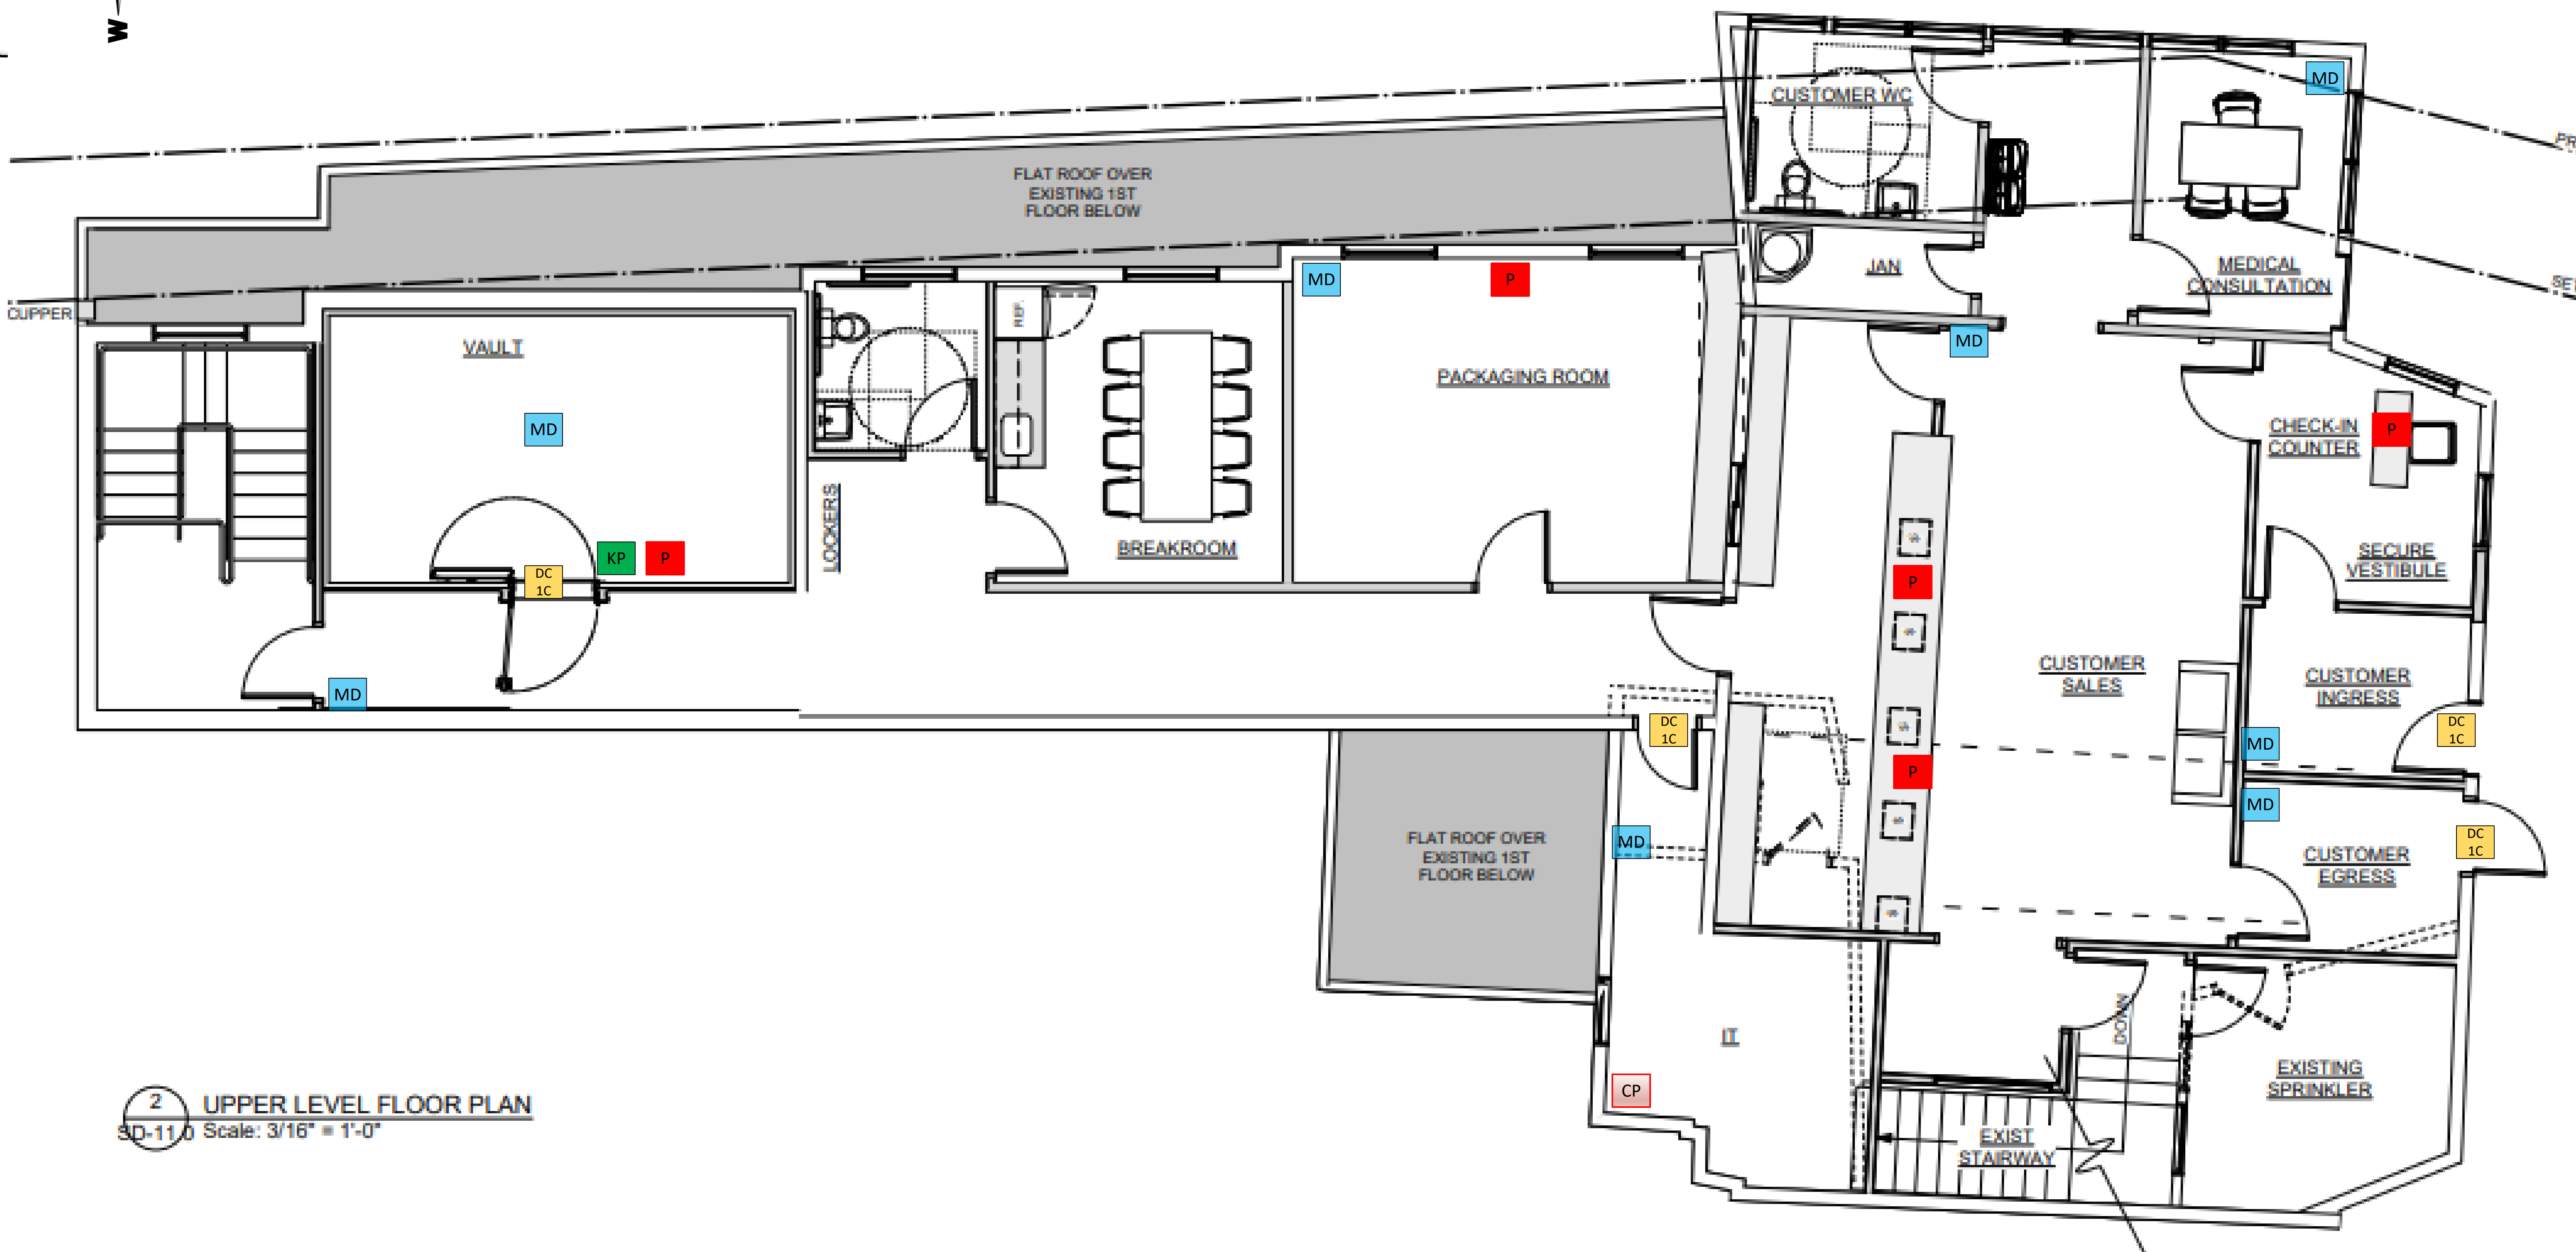 W
MD
CUSTOMER WC
FLAT ROOF OVER
EXISTING 1ST
FLOOR BELOW
JAN
MEDICAL
CONSULTATION
CUPPER
MD
P
REF.
VAULT
MD
PACKAGING ROOM
MD
CHECK-IN
COUNTER
P
LOOKERS
BREAKROOM
KP
P
DC
1C
P
SECURE
VESTIBULE
MD
CUSTOMER
SALES
CUSTOMER
INGRESS
DC
1C
MD
DC
1C
P
MD
FLAT ROOF OVER
EXISTING 1ST
FLOOR BELOW
MD
CUSTOMER
EGRESS
DC
1C
IT
DOWN
EXISTING
SPRINKLER
CP
EXIST
STAIRWAY
2
UPPER LEVEL FLOOR PLAN
SD-11.0
Scale: 3/16" = 1'-0"